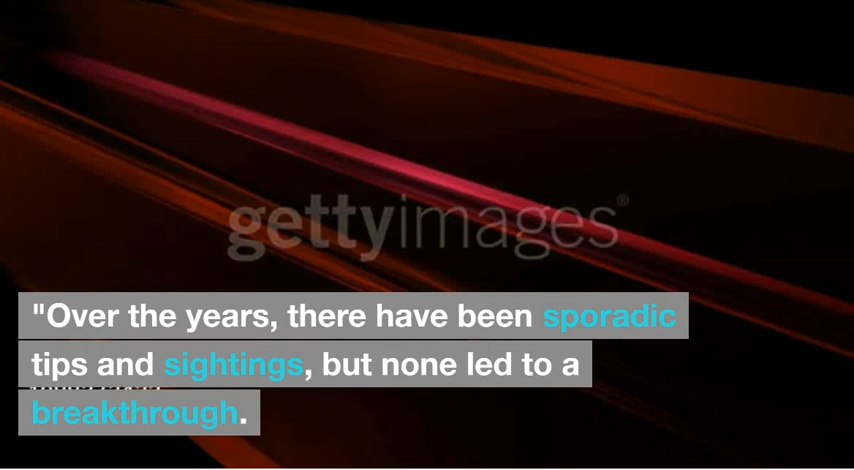 gettyimages®
"Over the years, there have been sporadic
tips and sightings, but none led to a
breakthrough.